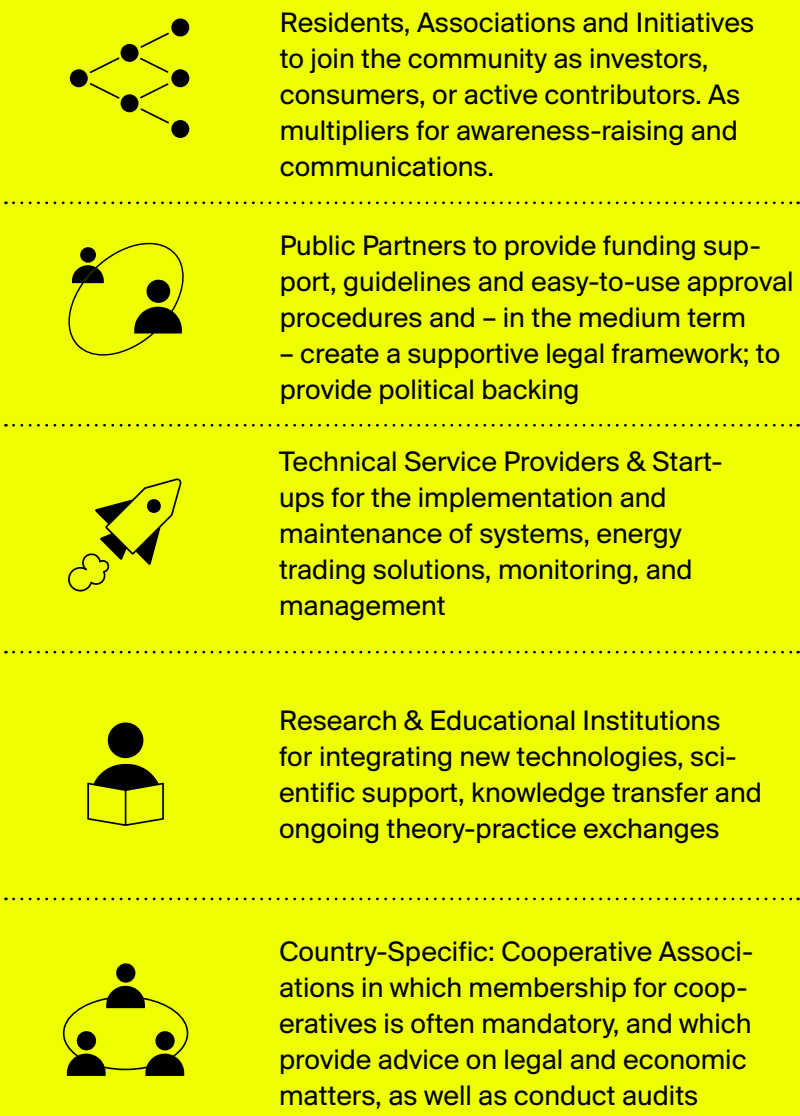 Residents, Associations and Initiatives
to join the community as investors,
consumers, or active contributors. As
multipliers for awareness-raising and
communications.
Public Partners to provide funding sup-
port, guidelines and easy-to-use approval
procedures and – in the medium term
– create a supportive legal framework; to
provide political backing
Technical Service Providers & Start-
ups for the implementation and
maintenance of systems, energy
trading solutions, monitoring, and
management
Research & Educational Institutions
for integrating new technologies, sci-
entific support, knowledge transfer and
ongoing theory-practice exchanges
Country-Specific: Cooperative Associ-
ations in which membership for coop-
eratives is often mandatory, and which
provide advice on legal and economic
matters, as well as conduct audits